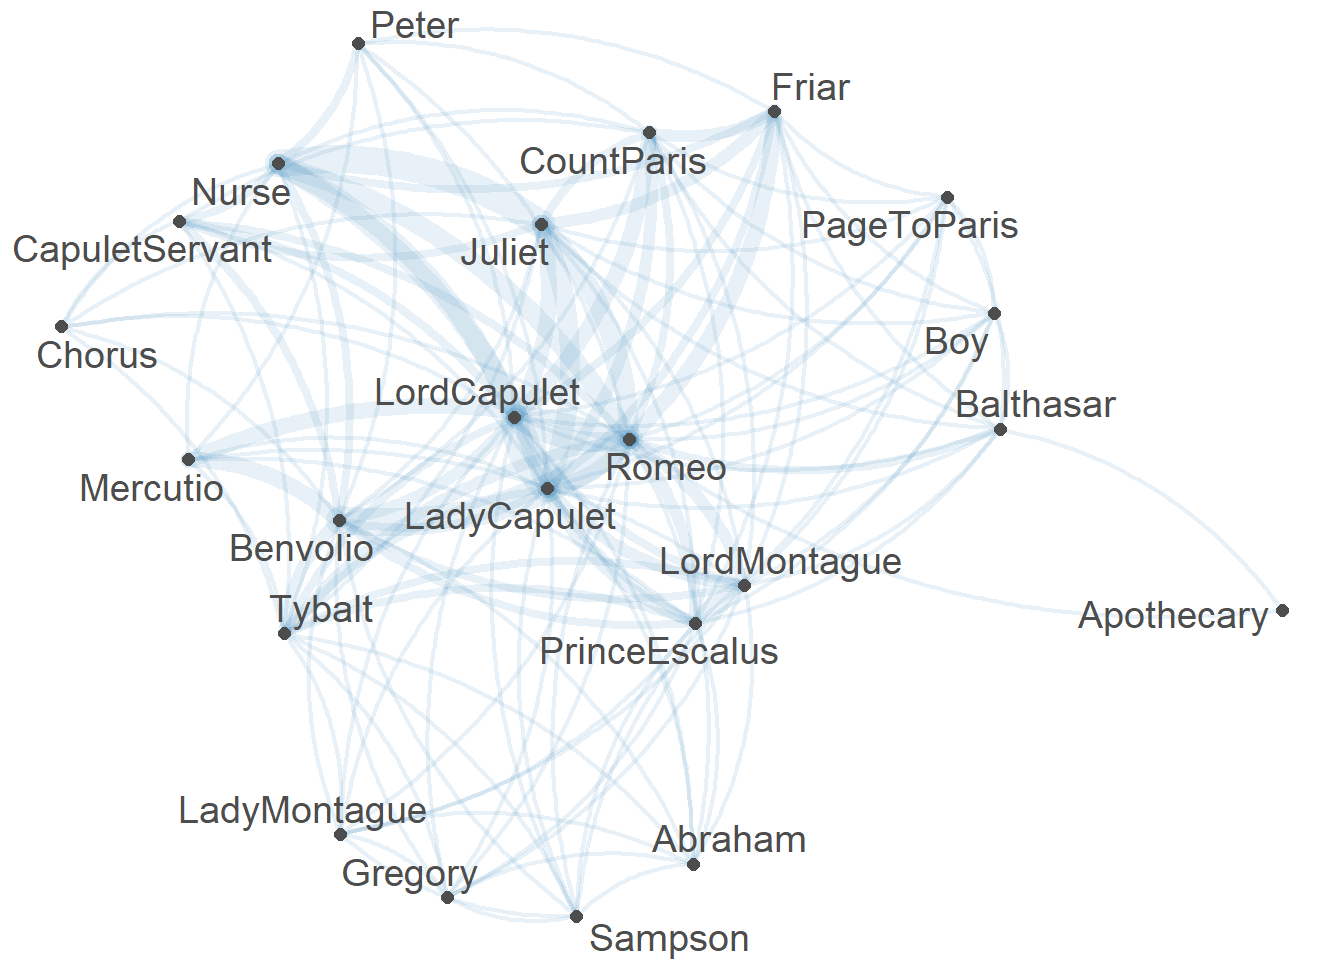 Peter
Friar
CountParis
Nurse
PageToParis
CapuletServant
Juliet
Boy
Chorus
LordCapulet
Balthasar
Romeo
Mercutio
LadyCapulet
Benvolio
LordMontague
Tybalt
Apothecary
PrinceEscalus
LadyMontague
Abraham
Gregory
Sampson